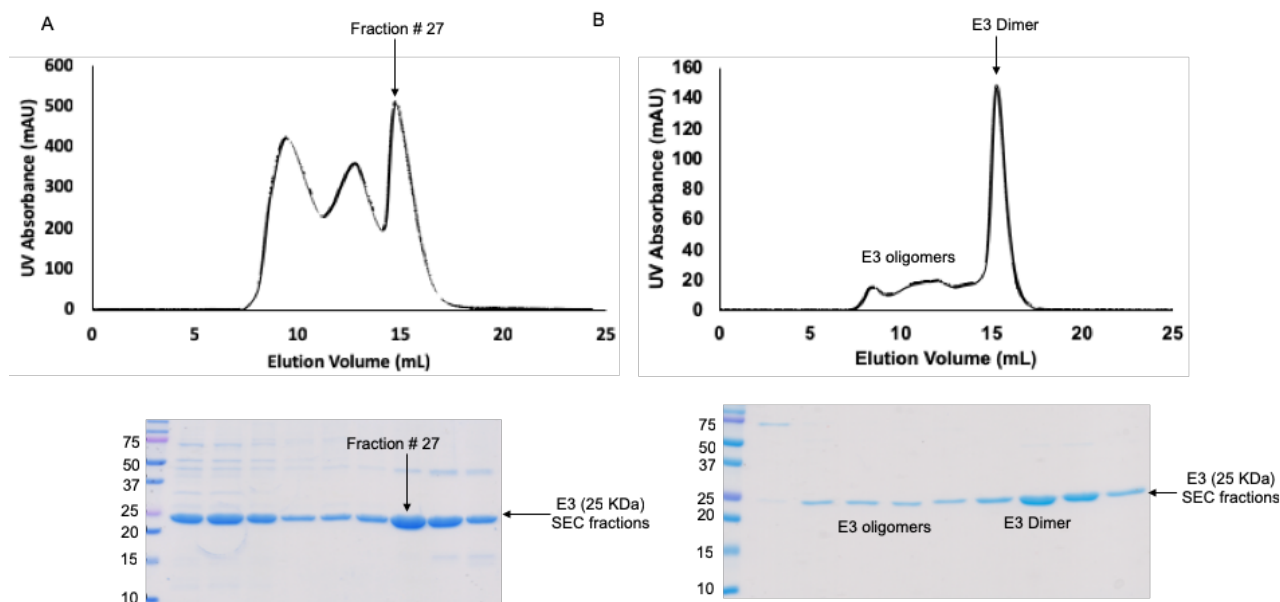 A
Fraction # 27
UV Absorbance (mAU)
600
500
400
300
200
100
0
0 5 10 15 20 25
Elution Volume (mL)
B
E3 Dimer
UV Absorbance (mAU)
160
140
120
100
80
60
40
20
0
E3 oligomers
0 5 10 15 20 25
Elution Volume (mL)
75
50
37
25
20
15
10
Fraction # 27
E3 (25 KDa)
SEC fractions
75
50
37
25
20
15
10
E3 oligomers
E3 Dimer
E3 (25 KDa)
SEC fractions